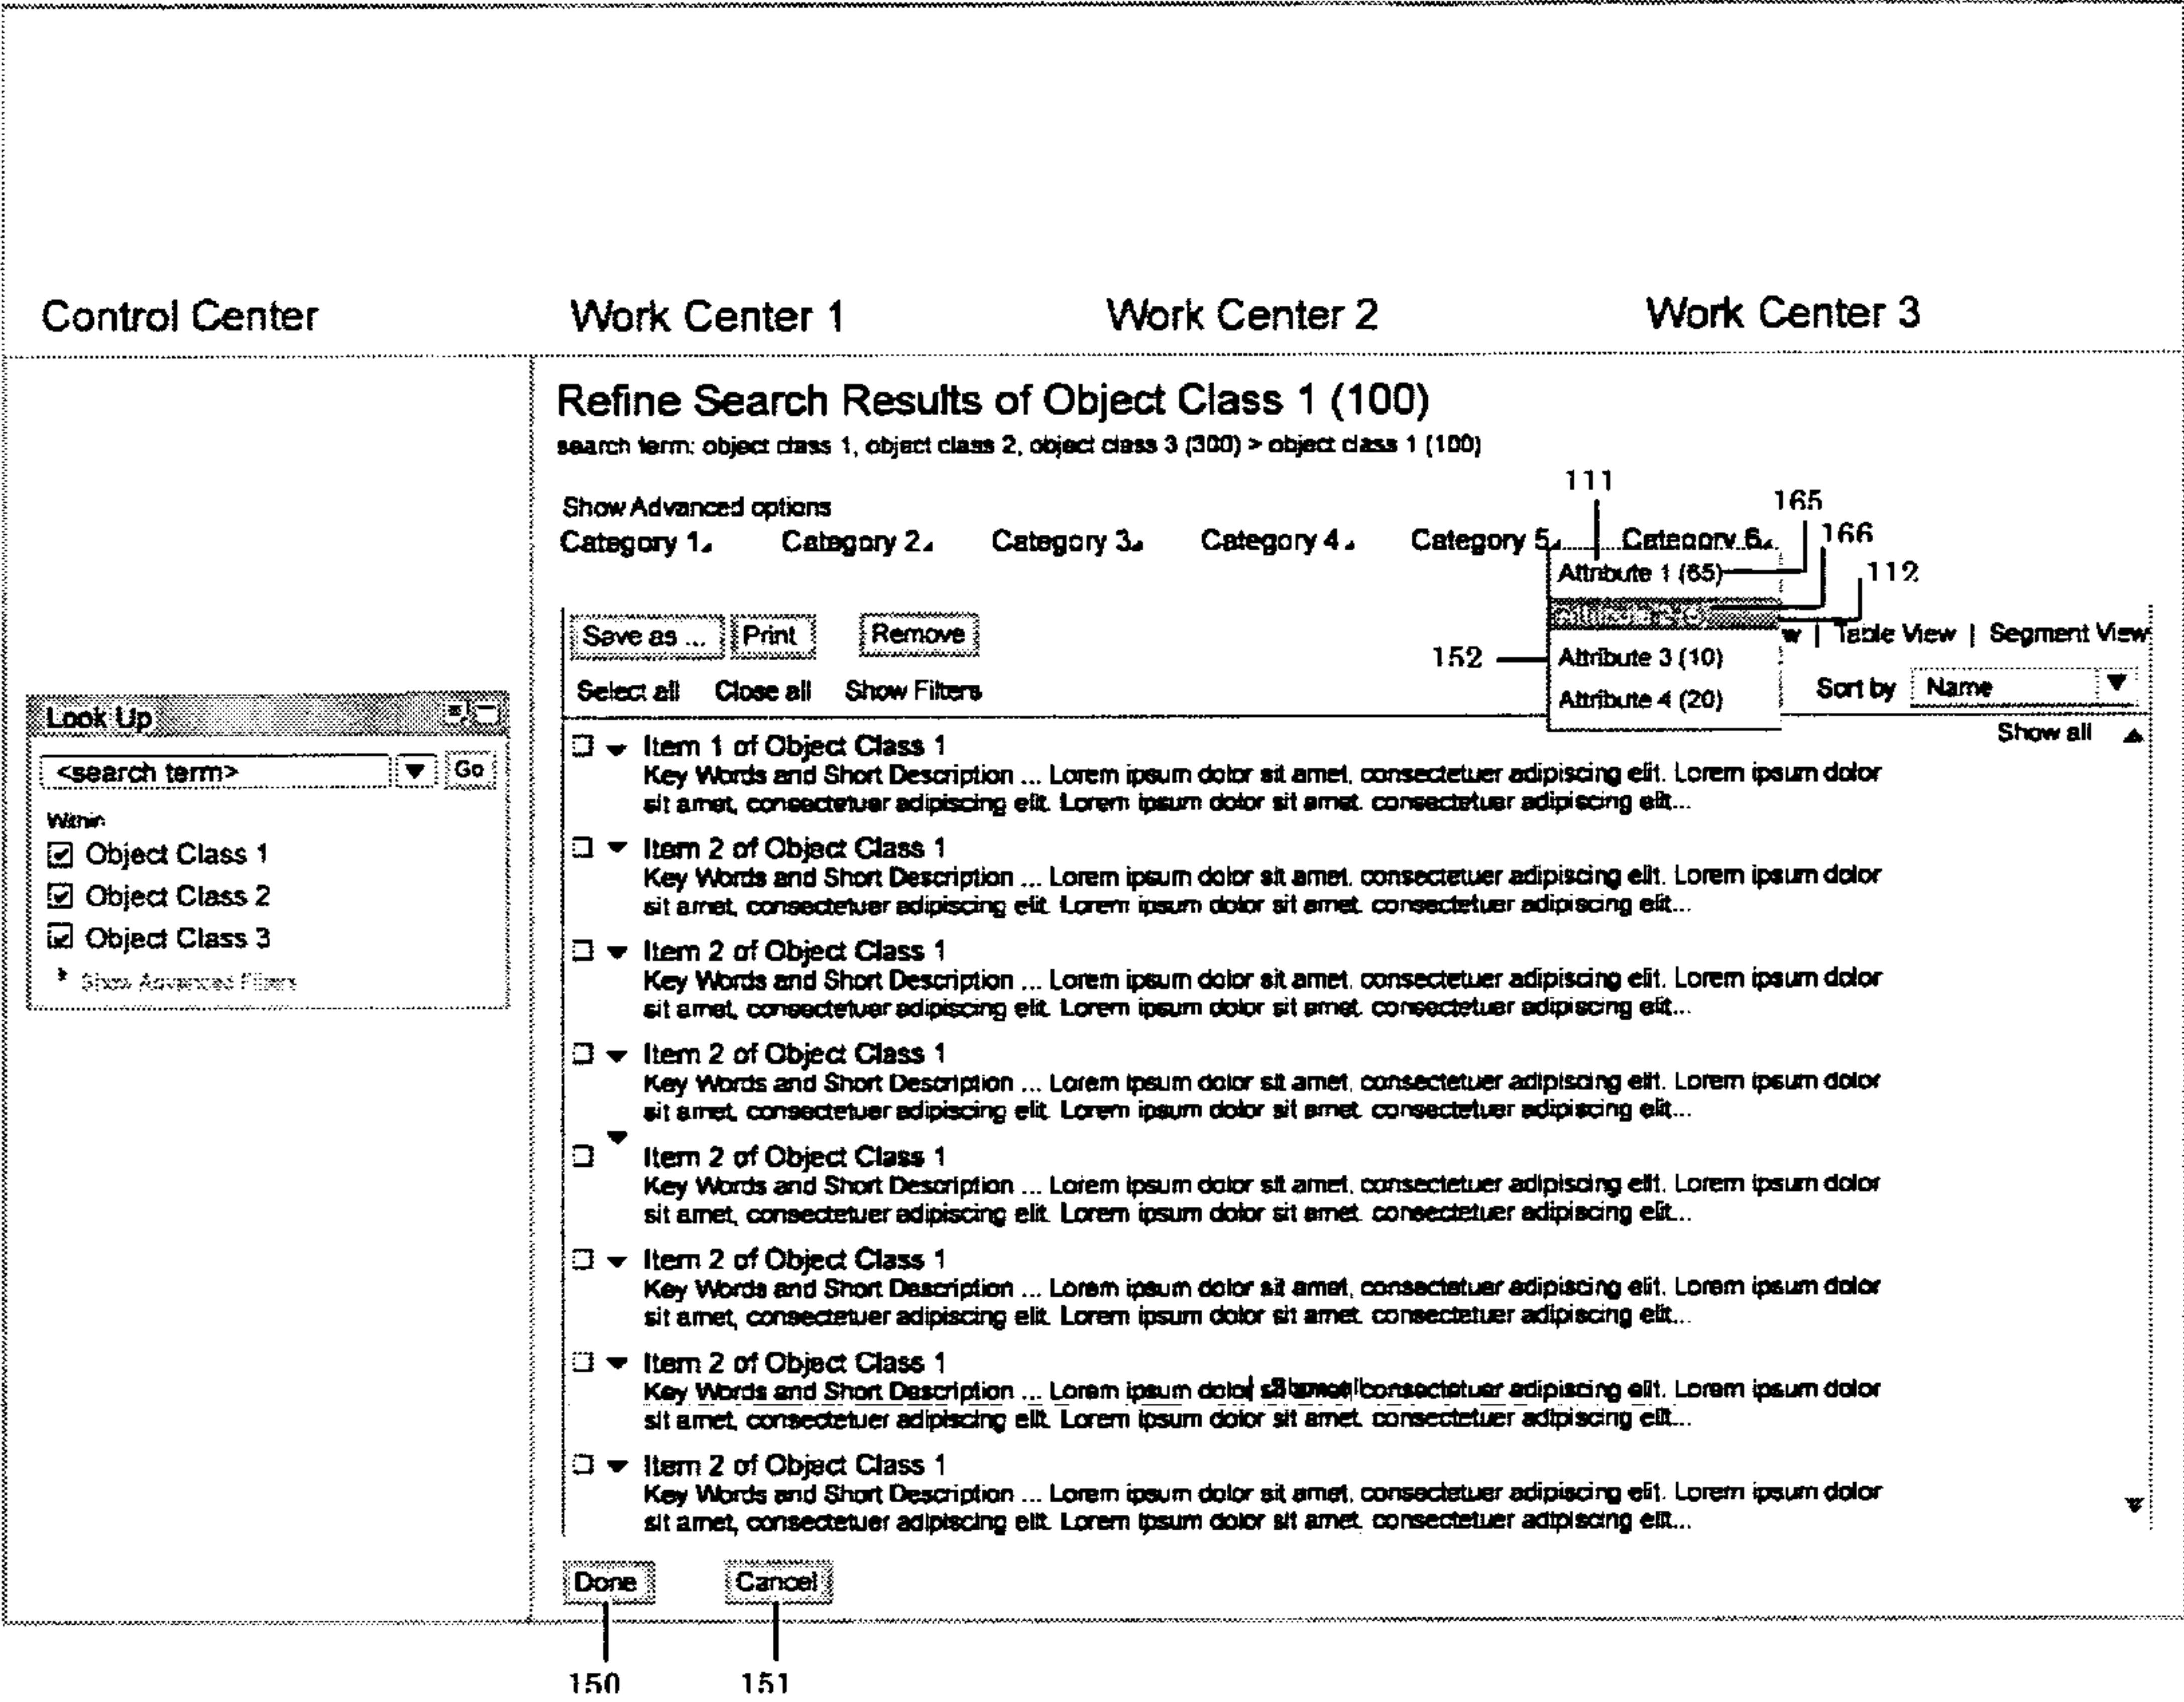 Control Center Work Center 1 Work Center 2 Work Center 3
Refine Search Results of Object Class 1 (100)
search term: object class 1, object class 2, object class 3 (300) > object class 1 (100)
111
Show Advanced options
165
166
Category 1 Category 2 Category 3 Category 4 Category 5 Category 6
Attribute 1 (65)
112
Save as ... Print Remove
w | Table View | Segment View
152
Attribute 3 (10)
Select all Close all Show Filters
Attribute 4 (20)
Sort by Name
Show all
Look Up
<search term> Go
Within
Object Class 1
Object Class 2
Object Class 3
Show Advanced Filters
Item 1 of Object Class 1
Key Words and Short Description ... Lorem ipsum dolor sit amet, consectetuer adipiscing elit. Lorem ipsum dolor
sit amet, consectetuer adipiscing elit. Lorem ipsum dolor sit amet. consectetuer adipiscing elit...
Item 2 of Object Class 1
Key Words and Short Description ... Lorem ipsum dolor sit amet, consectetuer adipiscing elit. Lorem ipsum dolor
sit amet, consectetuer adipiscing elit. Lorem ipsum dolor sit amet. consectetuer adipiscing elit...
Item 2 of Object Class 1
Key Words and Short Description ... Lorem ipsum dolor sit amet, consectetuer adipiscing elit. Lorem ipsum dolor
sit amet, consectetuer adipiscing elit. Lorem ipsum dolor sit amet. consectetuer adipiscing elit...
Item 2 of Object Class 1
Key Words and Short Description ... Lorem ipsum dolor sit amet, consectetuer adipiscing elit. Lorem ipsum dolor
sit amet, consectetuer adipiscing elit. Lorem ipsum dolor sit amet. consectetuer adipiscing elit...
Item 2 of Object Class 1
Key Words and Short Description ... Lorem ipsum dolor sit amet, consectetuer adipiscing elit. Lorem ipsum dolor
sit amet, consectetuer adipiscing elit. Lorem ipsum dolor sit amet. consectetuer adipiscing elit...
Item 2 of Object Class 1
Key Words and Short Description ... Lorem ipsum dolor sit amet, consectetuer adipiscing elit. Lorem ipsum dolor
sit amet, consectetuer adipiscing elit. Lorem ipsum dolor sit amet. consectetuer adipiscing elit...
Item 2 of Object Class 1
Key Words and Short Description ... Lorem ipsum dolor consectetuer adipiscing elit. Lorem ipsum dolor
sit amet, consectetuer adipiscing elit. Lorem ipsum dolor sit amet. consectetuer adipiscing elit...
Item 2 of Object Class 1
Key Words and Short Description ... Lorem ipsum dolor sit amet, consectetuer adipiscing elit. Lorem ipsum dolor
sit amet, consectetuer adipiscing elit. Lorem ipsum dolor sit amet. consectetuer adipiscing elit...
Done Cancel
150 151